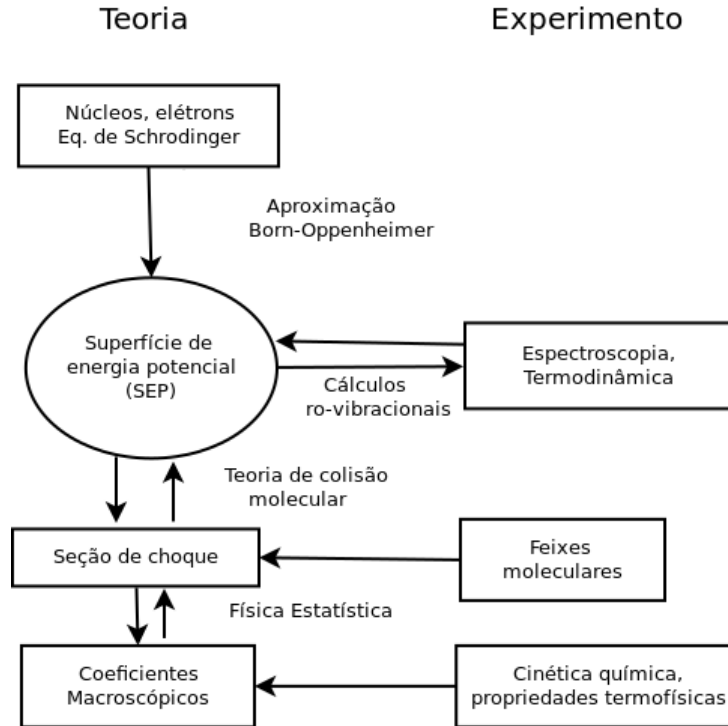 Teoria
Experimento
Núcleos, elétrons
Eq. de Schrodinger
Aproximação
Born-Oppenheimer
Superfície de
energia potencial
(SEP)
Espectroscopia,
Termodinâmica
Cálculos
ro-vibracionais
Teoria de colisão
molecular
Seção de choque
Feixes
moleculares
Física Estatística
Coeficientes
Macroscópicos
Cinética química,
propriedades termofísicas